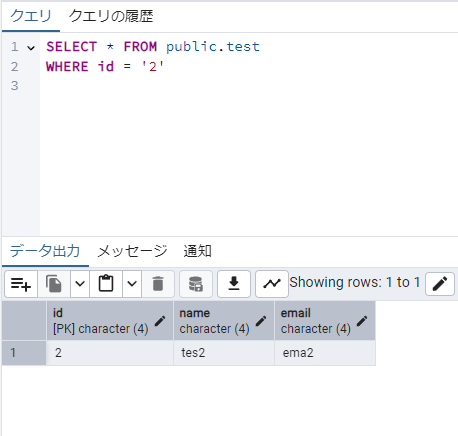 クエリ クエリの履歴
1 SELECT * FROM public.test
2 WHERE id = '2'
3
データ出力 メッセージ 通知
Showing rows: 1 to 1
id name email
[PK] character (4) character (4) character (4)
1 2 tes2 ema2